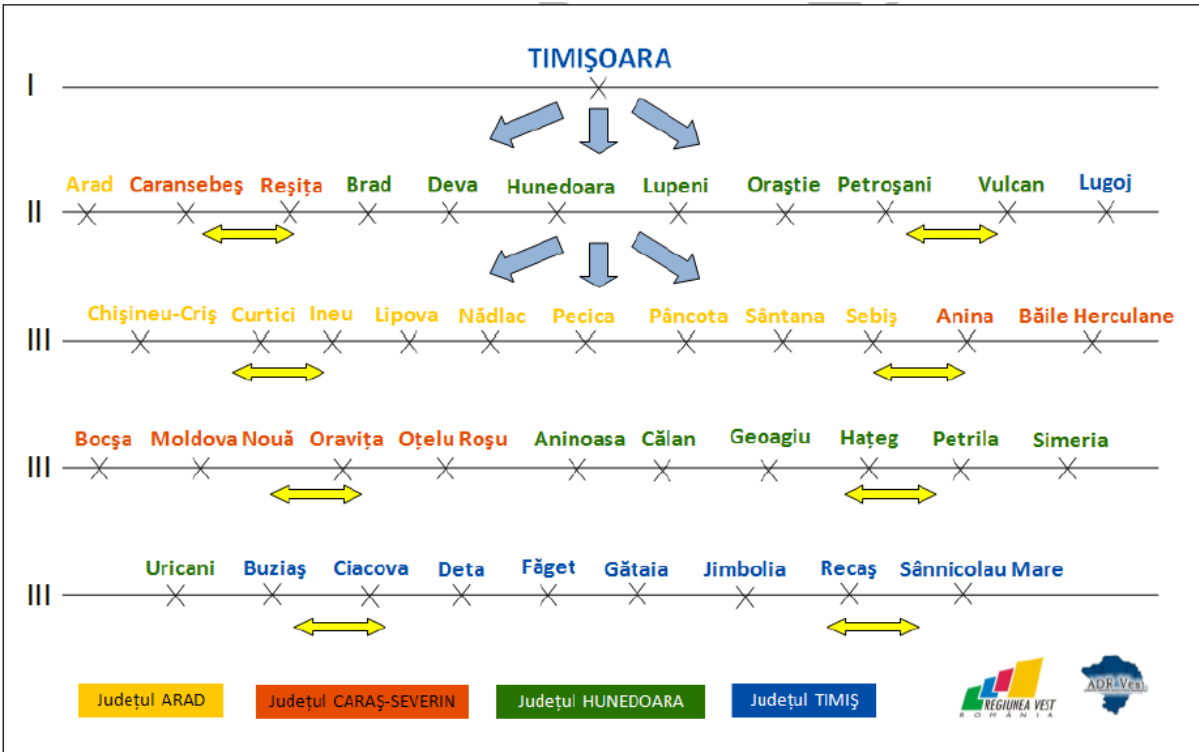 TIMIŞOARA
I
Arad Caransebeş Reşiţa Brad Deva Hunedoara Lupeni Oraştie Petroşani Vulcan Lugoj
II
Chişineu-Criş Curtici Ineu Lipova Nădlac Pecica Pâncota Sântana Sebiş Anina Băile Herculane
III
Bocşa Moldova Nouă Oraviţa Oţelu Roşu Aninoasa Călan Geoagiu Haţeg Petrila Simeria
III
Uricani Buziaş Ciacova Deta Făget Gătaia Jimbolia Recaş Sânnicolau Mare
III
Judeţul ARAD Judeţul CARAŞ-SEVERIN Judeţul HUNEDOARA Judeţul TIMIŞ
REGIUNEA VEST
ROMÂNIA
ADR Vest